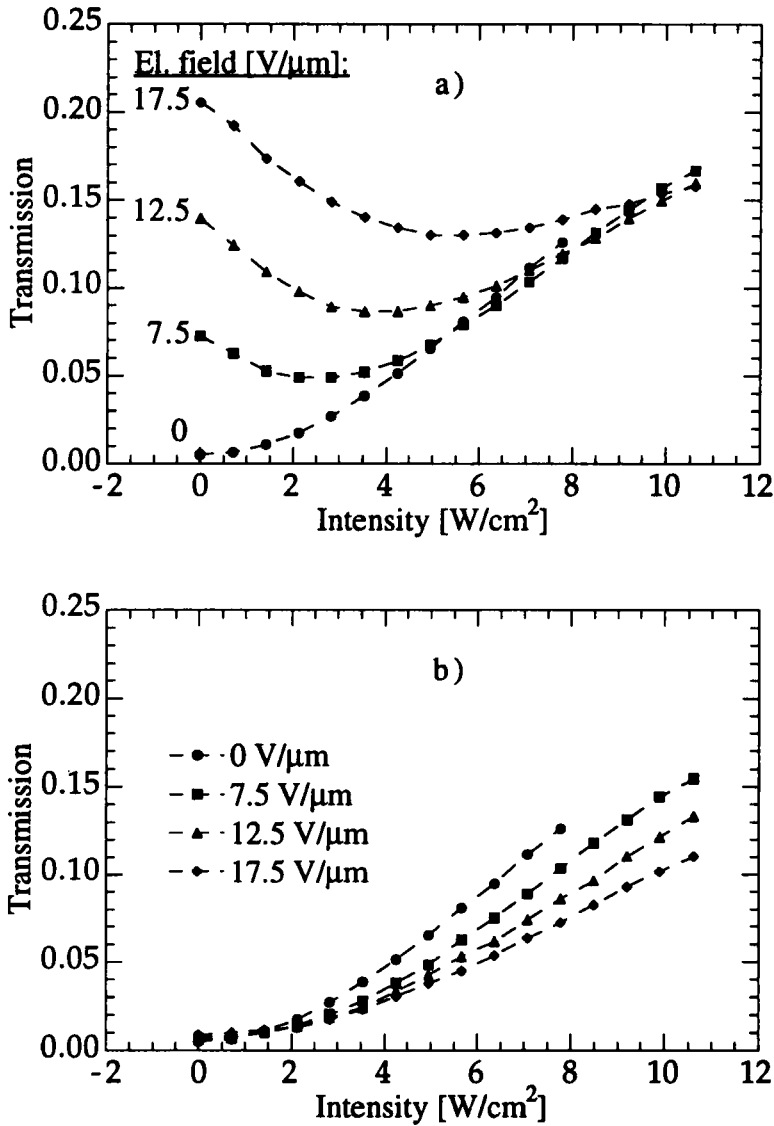 0.25
El. field [V/μm]:
a)
17.5
0.20
0.15
12.5
Transmission
0.10
7.5
0.05
0
0.00
-2 0 2 4 6 8 10 12
Intensity [W/cm²]
0.25
b)
0.20
0 V/μm
0.15
7.5 V/μm
12.5 V/μm
Transmission
0.10
17.5 V/μm
0.05
0.00
-2 0 2 4 6 8 10 12
Intensity [W/cm²]